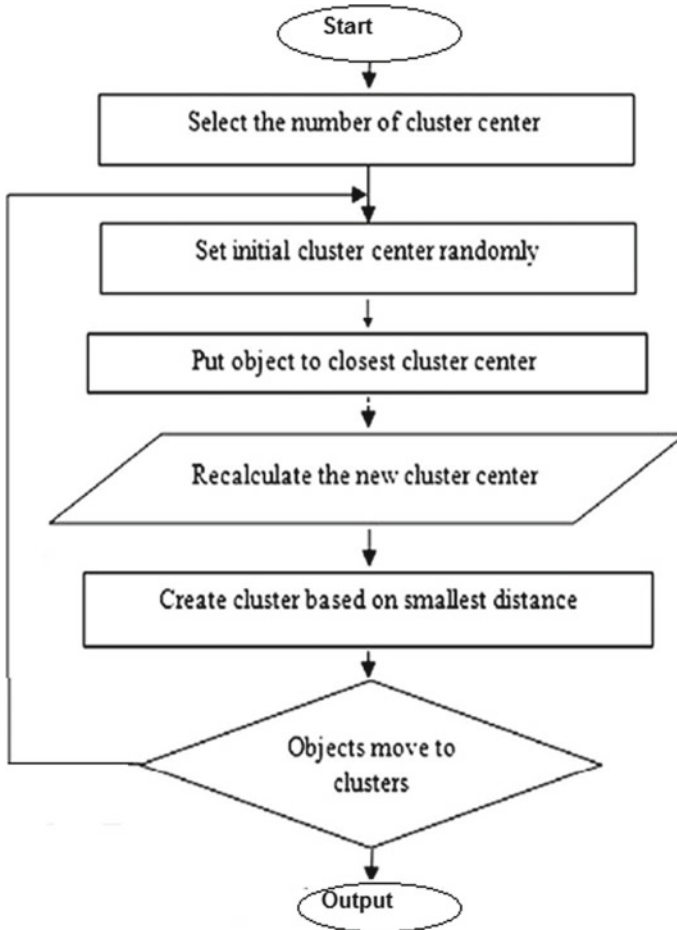 Start
Select the number of cluster center
Set initial cluster center randomly
Put object to closest cluster center
Recalculate the new cluster center
Create cluster based on smallest distance
Objects move to
clusters
Output